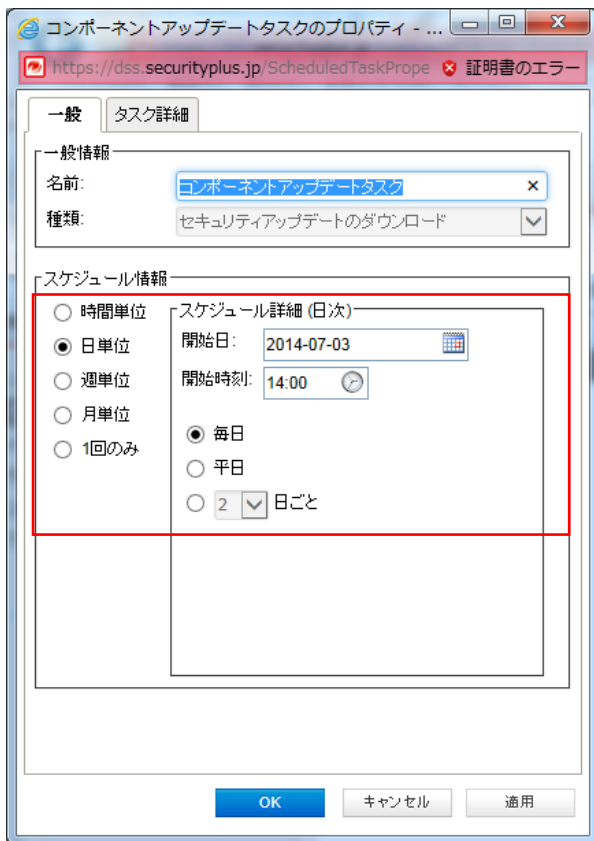 コンポーネントアップデートタスクのプロパティ - ...
https://dss.securityplus.jp/ScheduledTaskPrope 証明書のエラー
一般 タスク詳細
一般情報
名前: コンポーネントアップデートタスク
種類: セキュリティアップデートのダウンロード
スケジュール情報
時間単位
日単位
週単位
月単位
1回のみ
スケジュール詳細 (日次)
開始日: 2014-07-03
開始時刻: 14:00
毎日
平日
2 日ごと
OK キャンセル 適用